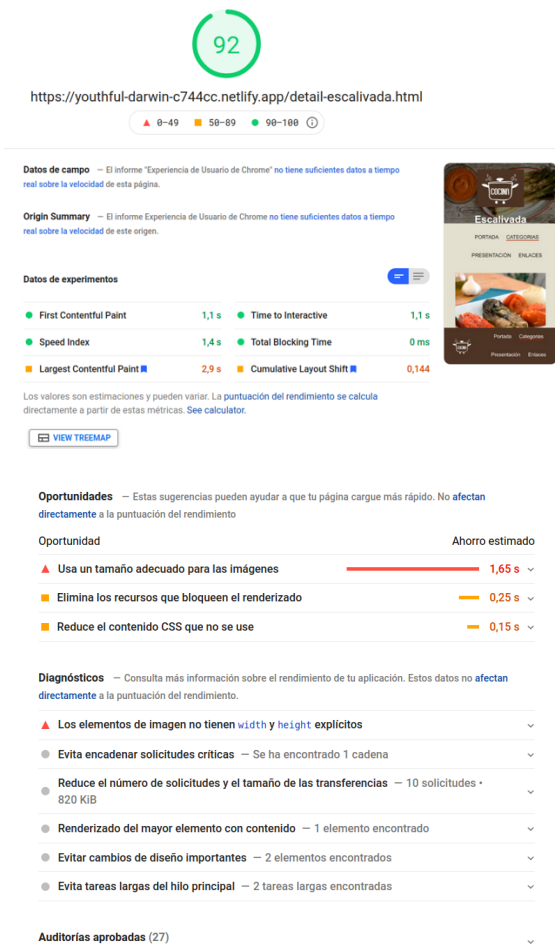 92
https://youthful-darwin-c744cc.netlify.app/detail-escalivada.html
0–49 50–89 90–100
Datos de campo — El informe "Experiencia de Usuario de Chrome" no tiene suficientes datos a tiempo
real sobre la velocidad de esta página.
Origin Summary — El informe Experiencia de Usuario de Chrome no tiene suficientes datos a tiempo
real sobre la velocidad de este origen.
COCINA
Escalivada
PORTADA CATEGORIAS
PRESENTACIÓN ENLACES
Portada Categorias
Presentación Enlaces
Datos de experimentos
First Contentful Paint 1,1 s Time to Interactive 1,1 s
Speed Index 1,4 s Total Blocking Time 0 ms
Largest Contentful Paint 2,9 s Cumulative Layout Shift 0,144
Los valores son estimaciones y pueden variar. La puntuación del rendimiento se calcula
directamente a partir de estas métricas. See calculator.
VIEW TREEMAP
Oportunidades — Estas sugerencias pueden ayudar a que tu página cargue más rápido. No afectan
directamente a la puntuación del rendimiento
Oportunidad Ahorro estimado
Usa un tamaño adecuado para las imágenes 1,65 s
Elimina los recursos que bloqueen el renderizado 0,25 s
Reduce el contenido CSS que no se use 0,15 s
Diagnósticos — Consulta más información sobre el rendimiento de tu aplicación. Estos datos no afectan
directamente a la puntuación del rendimiento.
Los elementos de imagen no tienen width y height explícitos
Evita encadenar solicitudes críticas — Se ha encontrado 1 cadena
Reduce el número de solicitudes y el tamaño de las transferencias — 10 solicitudes •
820 KiB
Renderizado del mayor elemento con contenido — 1 elemento encontrado
Evitar cambios de diseño importantes — 2 elementos encontrados
Evita tareas largas del hilo principal — 2 tareas largas encontradas
Auditorías aprobadas (27)